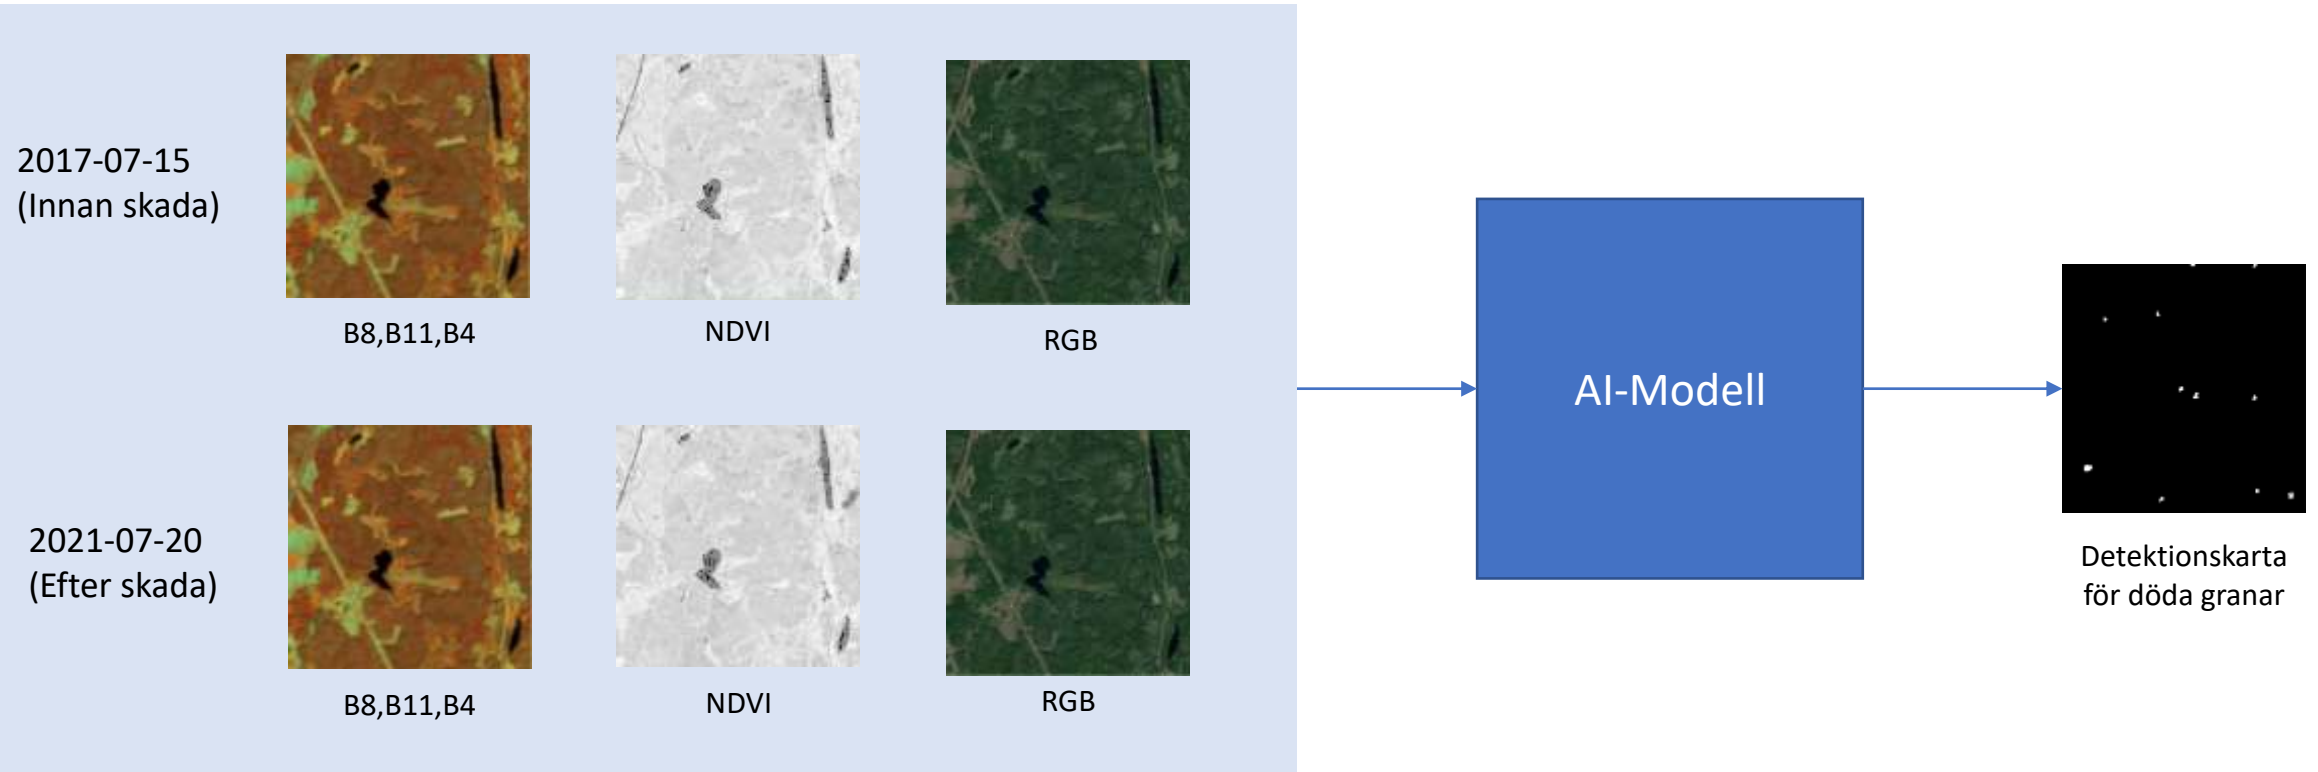 2017-07-15
(Innan skada)
B8,B11,B4
NDVI
RGB
2021-07-20
(Efter skada)
B8,B11,B4
NDVI
RGB
AI-Modell
Detektionskarta
för döda granar